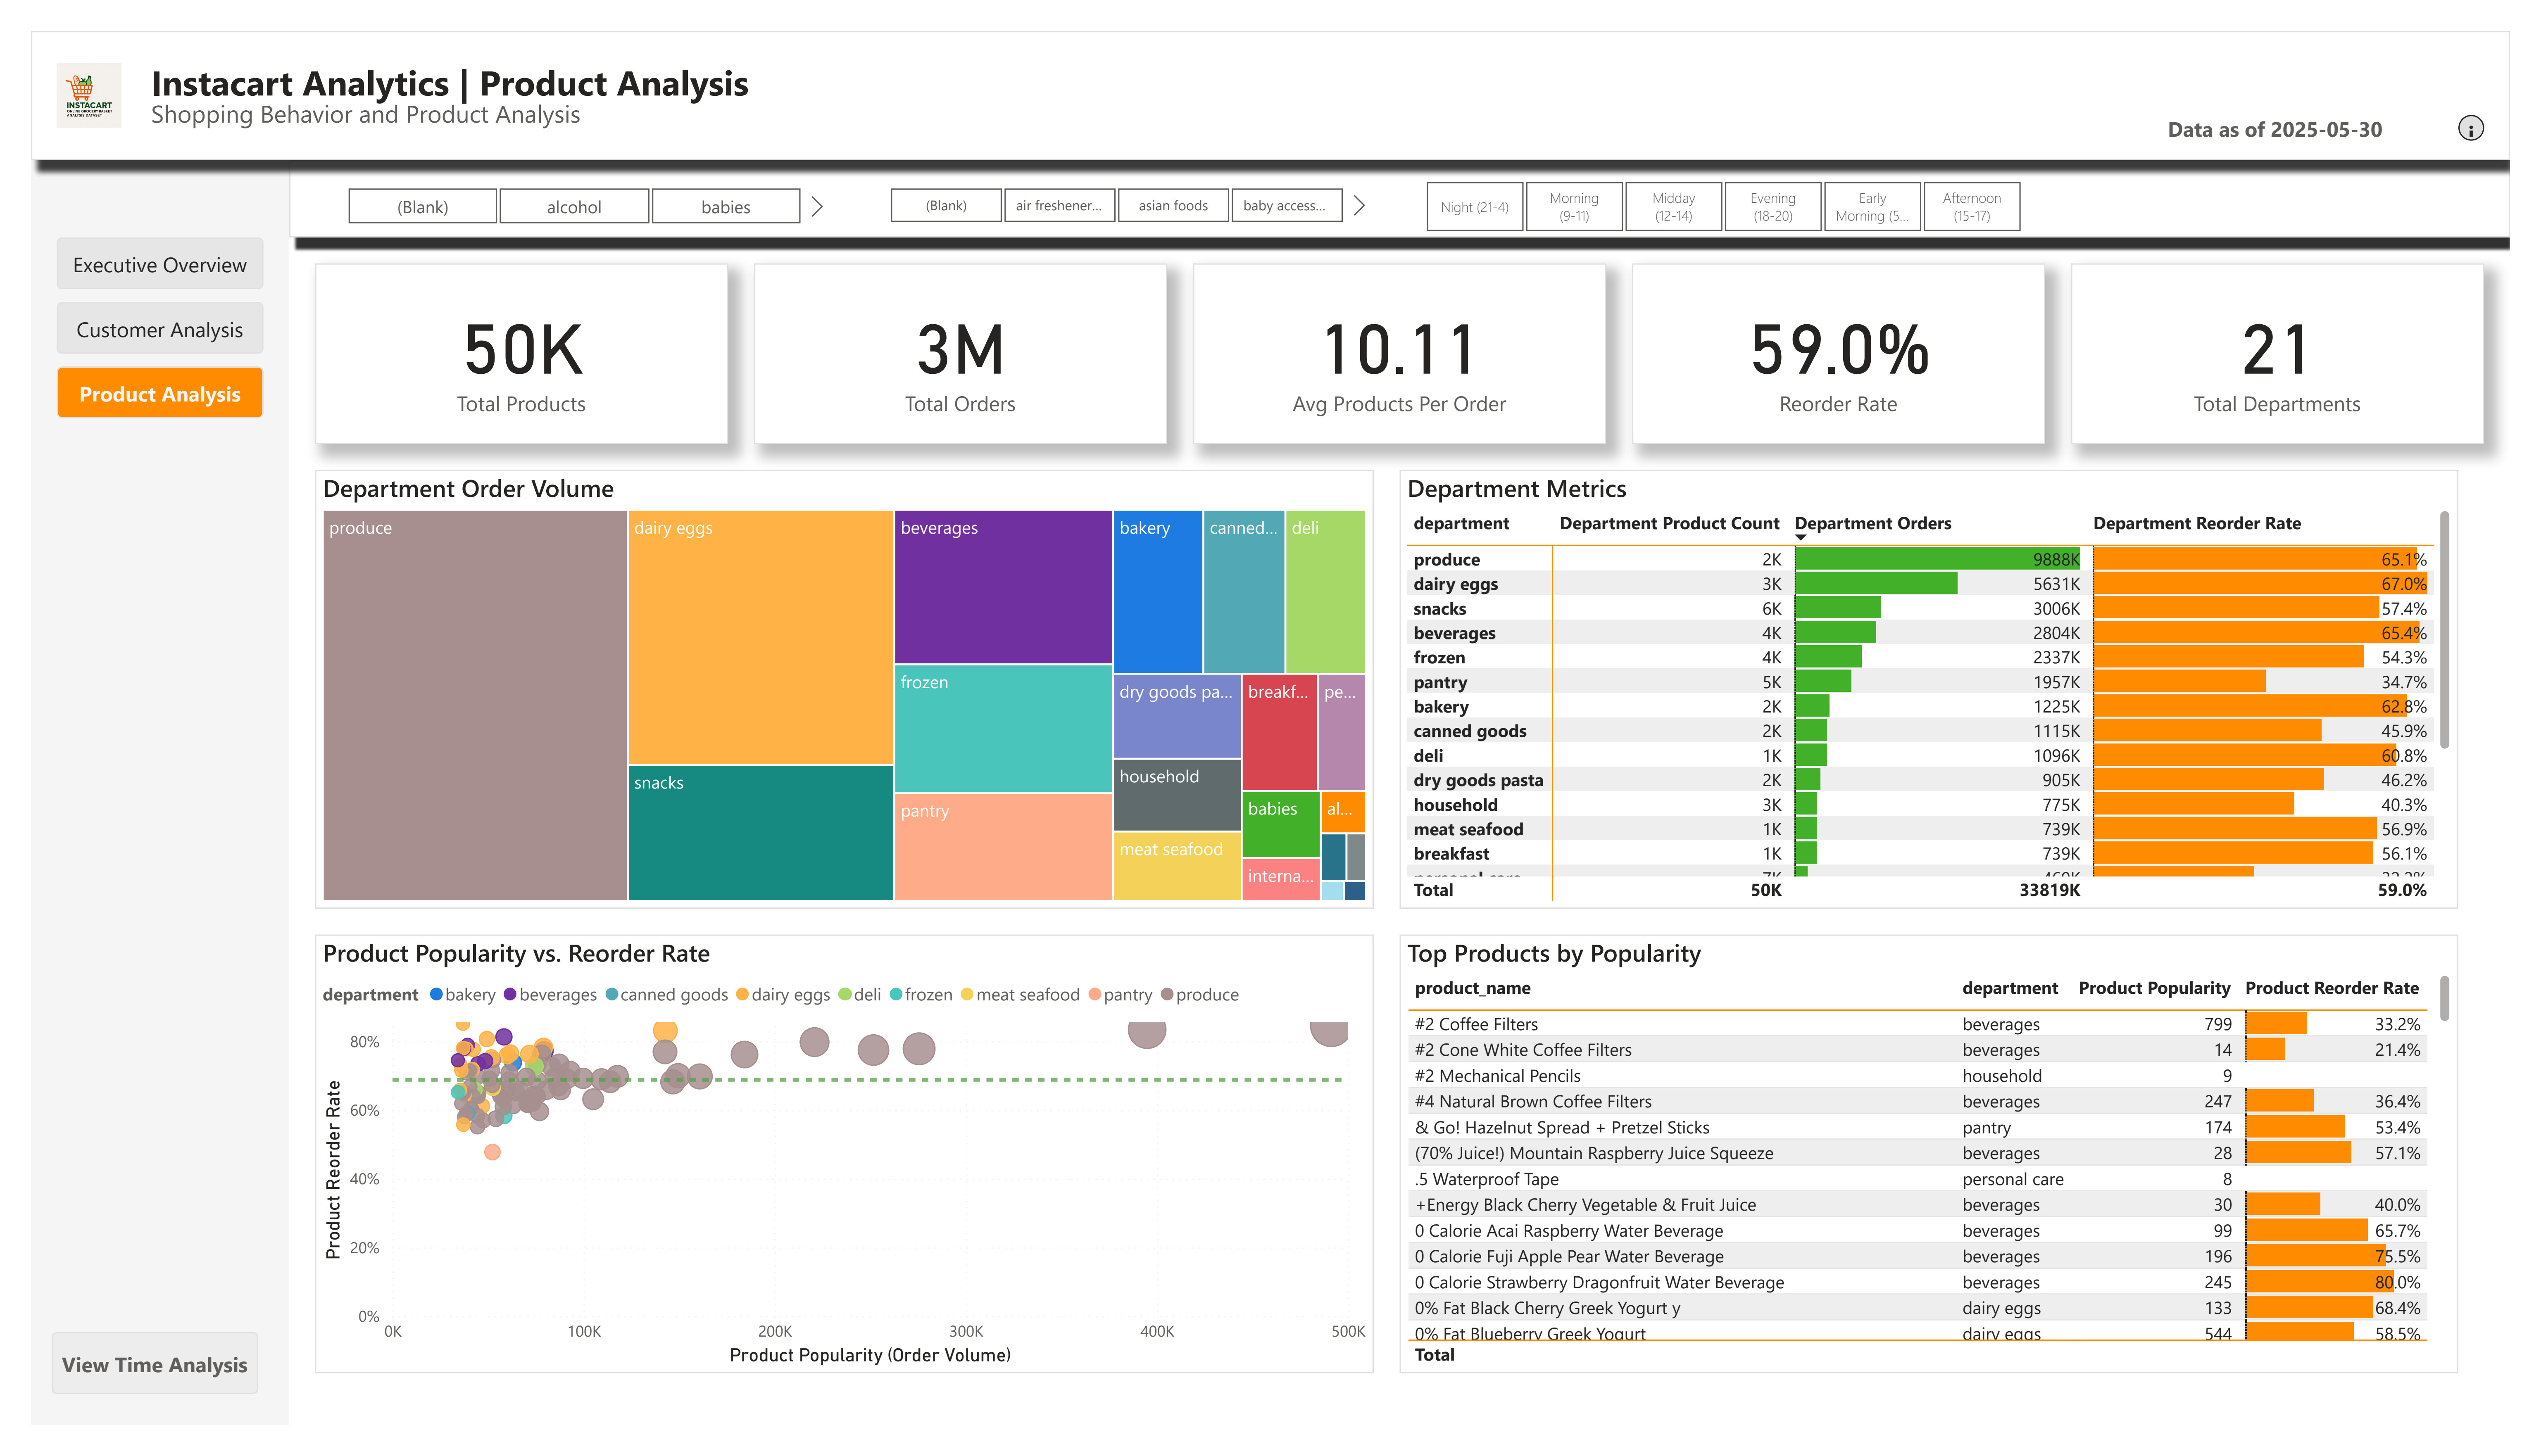 INSTACART
ONLINE GROCERY BASKET
ANALYSIS DATASET
Instacart Analytics | Product Analysis
Shopping Behavior and Product Analysis
Data as of 2025-05-30
(Blank) alcohol babies
(Blank) air freshener... asian foods baby access...
Night (21-4) Morning (9-11) Midday (12-14) Evening (18-20) Early Morning (5... Afternoon (15-17)
Executive Overview
Customer Analysis
Product Analysis
View Time Analysis
50K
Total Products
3M
Total Orders
10.11
Avg Products Per Order
59.0%
Reorder Rate
21
Total Departments
Department Order Volume
produce
dairy eggs
snacks
beverages
frozen
pantry
bakery
canned...
deli
dry goods pa...
household
meat seafood
breakf...
pe...
babies
al...
interna...
Department Metrics
department Department Product Count Department Orders Department Reorder Rate
produce 2K 9888K 65.1%
dairy eggs 3K 5631K 67.0%
snacks 6K 3006K 57.4%
beverages 4K 2804K 65.4%
frozen 4K 2337K 54.3%
pantry 5K 1957K 34.7%
bakery 2K 1225K 62.8%
canned goods 2K 1115K 45.9%
deli 1K 1096K 60.8%
dry goods pasta 2K 905K 46.2%
household 3K 775K 40.3%
meat seafood 1K 739K 56.9%
breakfast 1K 739K 56.1%
Total 50K 33819K 59.0%
Product Popularity vs. Reorder Rate
department bakery beverages canned goods dairy eggs deli frozen meat seafood pantry produce
Product Reorder Rate
80%
60%
40%
20%
0%
0K 100K 200K 300K 400K 500K
Product Popularity (Order Volume)
Top Products by Popularity
product_name department Product Popularity Product Reorder Rate
#2 Coffee Filters beverages 799 33.2%
#2 Cone White Coffee Filters beverages 14 21.4%
#2 Mechanical Pencils household 9
#4 Natural Brown Coffee Filters beverages 247 36.4%
& Go! Hazelnut Spread + Pretzel Sticks pantry 174 53.4%
(70% Juice!) Mountain Raspberry Juice Squeeze beverages 28 57.1%
.5 Waterproof Tape personal care 8
+Energy Black Cherry Vegetable & Fruit Juice beverages 30 40.0%
0 Calorie Acai Raspberry Water Beverage beverages 99 65.7%
0 Calorie Fuji Apple Pear Water Beverage beverages 196 75.5%
0 Calorie Strawberry Dragonfruit Water Beverage beverages 245 80.0%
0% Fat Black Cherry Greek Yogurt y dairy eggs 133 68.4%
0% Fat Blueberry Greek Yogurt dairy eggs 544 58.5%
Total